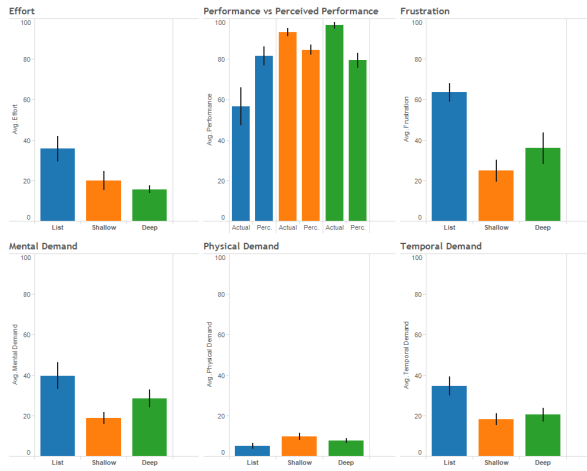 Effort
Avg. Effort
100
80
60
40
20
0
List Shallow Deep
Performance vs Perceived Performance
Avg. Performance
100
80
60
40
20
0
Actual Perc. Actual Perc. Actual Perc.
Frustration
Avg. Frustration
100
80
60
40
20
0
List Shallow Deep
Mental Demand
Avg. Mental Demand
100
80
60
40
20
0
List Shallow Deep
Physical Demand
Avg. Physical Demand
100
80
60
40
20
0
List Shallow Deep
Temporal Demand
Avg. Temporal Demand
100
80
60
40
20
0
List Shallow Deep